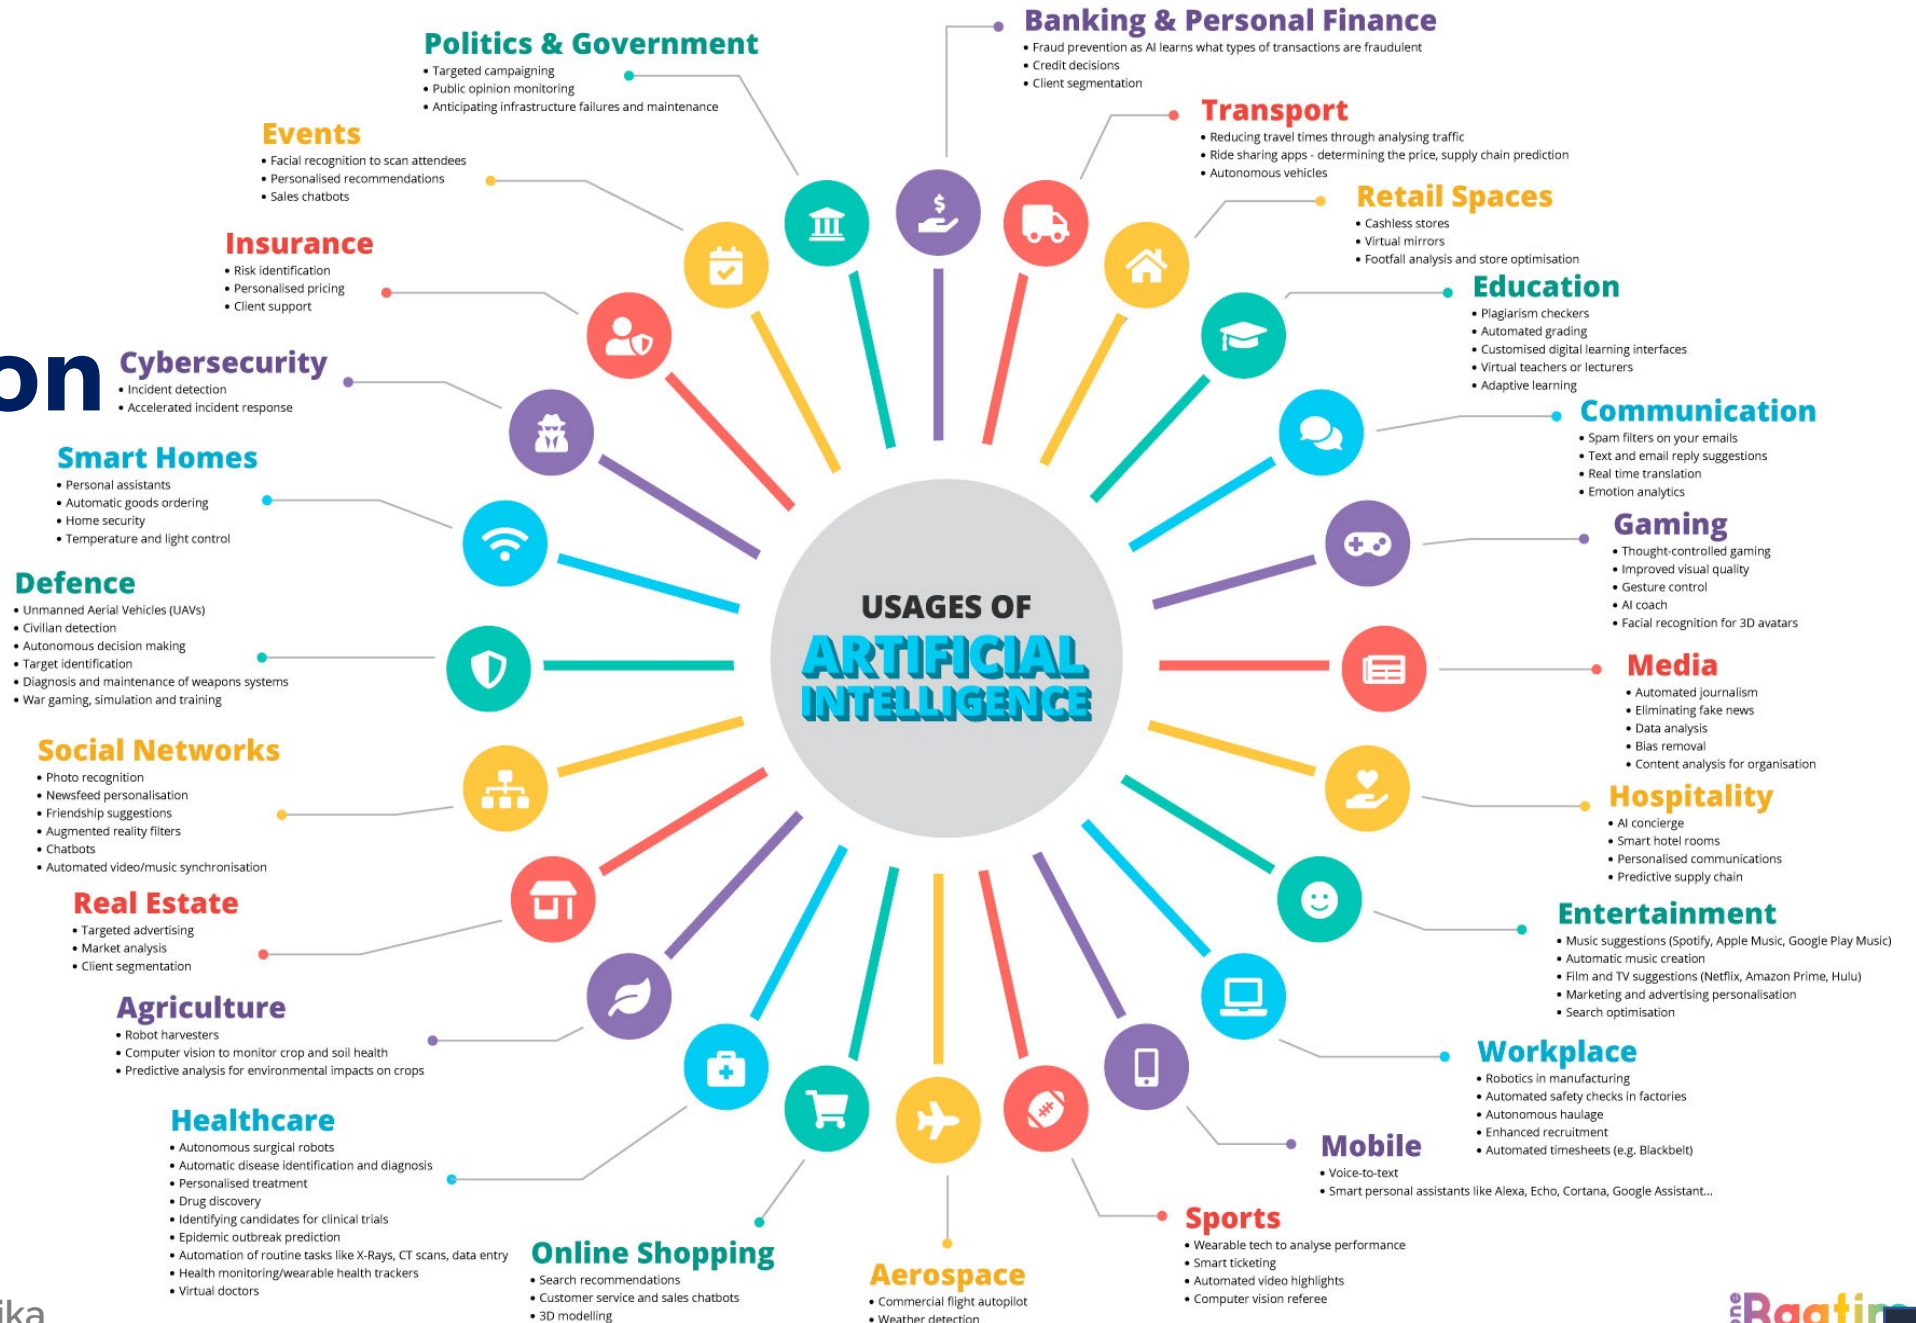 Politics & Government
• Targeted campaigning
• Public opinion monitoring
• Anticipating infrastructure failures and maintenance
Banking & Personal Finance
• Fraud prevention as AI learns what types of transactions are fraudulent
• Credit decisions
• Client segmentation
Transport
• Reducing travel times through analysing traffic
• Ride sharing apps - determining the price, supply chain prediction
• Autonomous vehicles
Retail Spaces
• Cashless stores
• Virtual mirrors
• Footfall analysis and store optimisation
Education
• Plagiarism checkers
• Automated grading
• Customised digital learning interfaces
• Virtual teachers or lecturers
• Adaptive learning
Communication
• Spam filters on your emails
• Text and email reply suggestions
• Real time translation
• Emotion analytics
Gaming
• Thought-controlled gaming
• Improved visual quality
• Gesture control
• AI coach
• Facial recognition for 3D avatars
Media
• Automated journalism
• Eliminating fake news
• Data analysis
• Bias removal
• Content analysis for organisation
Hospitality
• AI concierge
• Smart hotel rooms
• Personalised communications
• Predictive supply chain
Entertainment
• Music suggestions (Spotify, Apple Music, Google Play Music)
• Automatic music creation
• Film and TV suggestions (Netflix, Amazon Prime, Hulu)
• Marketing and advertising personalisation
• Search optimisation
Workplace
• Robotics in manufacturing
• Automated safety checks in factories
• Autonomous haulage
• Enhanced recruitment
• Automated timesheets (e.g. Blackbelt)
Mobile
• Voice-to-text
• Smart personal assistants like Alexa, Echo, Cortana, Google Assistant...
Sports
• Wearable tech to analyse performance
• Smart ticketing
• Automated video highlights
• Computer vision referee
Aerospace
• Commercial flight autopilot
• Weather detection
Online Shopping
• Search recommendations
• Customer service and sales chatbots
• 3D modelling
Healthcare
• Autonomous surgical robots
• Automatic disease identification and diagnosis
• Personalised treatment
• Drug discovery
• Identifying candidates for clinical trials
• Epidemic outbreak prediction
• Automation of routine tasks like X-Rays, CT scans, data entry
• Health monitoring/wearable health trackers
• Virtual doctors
Agriculture
• Robot harvesters
• Computer vision to monitor crop and soil health
• Predictive analysis for environmental impacts on crops
Real Estate
• Targeted advertising
• Market analysis
• Client segmentation
Social Networks
• Photo recognition
• Newsfeed personalisation
• Friendship suggestions
• Augmented reality filters
• Chatbots
• Automated video/music synchronisation
Defence
• Unmanned Aerial Vehicles (UAVs)
• Civilian detection
• Autonomous decision making
• Target identification
• Diagnosis and maintenance of weapons systems
• War gaming, simulation and training
Smart Homes
• Personal assistants
• Automatic goods ordering
• Home security
• Temperature and light control
Cybersecurity
• Incident detection
• Accelerated incident response
Insurance
• Risk identification
• Personalised pricing
• Client support
Events
• Facial recognition to scan attendees
• Personalised recommendations
• Sales chatbots
USAGES OF
ARTIFICIAL
INTELLIGENCE
on
ika